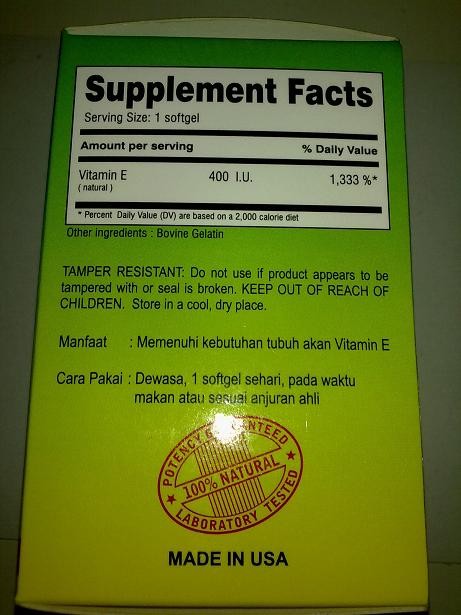 Supplement Facts
Serving Size: 1 softgel
Amount per serving % Daily Value
Vitamin E 400 I.U. 1,333 %*
( natural )
* Percent Daily Value (DV) are based on a 2,000 calorie diet
Other ingredients : Bovine Gelatin
TAMPER RESISTANT: Do not use if product appears to be
tampered with or seal is broken. KEEP OUT OF REACH OF
CHILDREN. Store in a cool, dry place.
Manfaat : Memenuhi kebutuhan tubuh akan Vitamin E
Cara Pakai : Dewasa, 1 softgel sehari, pada waktu
makan atau sesuai anjuran ahli
POTENCY GUARANTEED
100% NATURAL
LABORATORY TESTED
MADE IN USA